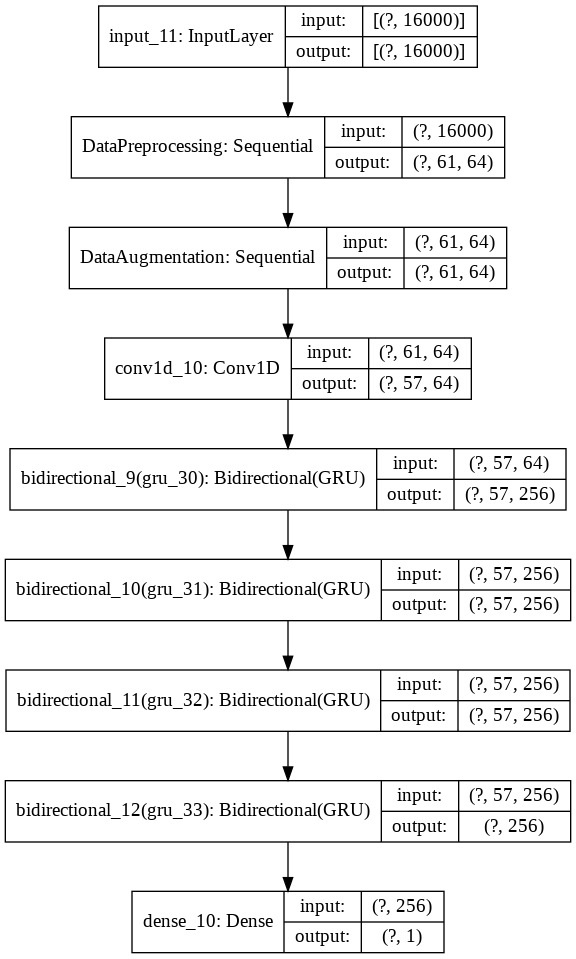 input_11: InputLayer
input: [(?, 16000)]
output: [(?, 16000)]
DataPreprocessing: Sequential
input: (?, 16000)
output: (?, 61, 64)
DataAugmentation: Sequential
input: (?, 61, 64)
output: (?, 61, 64)
conv1d_10: Conv1D
input: (?, 61, 64)
output: (?, 57, 64)
bidirectional_9(gru_30): Bidirectional(GRU)
input: (?, 57, 64)
output: (?, 57, 256)
bidirectional_10(gru_31): Bidirectional(GRU)
input: (?, 57, 256)
output: (?, 57, 256)
bidirectional_11(gru_32): Bidirectional(GRU)
input: (?, 57, 256)
output: (?, 57, 256)
bidirectional_12(gru_33): Bidirectional(GRU)
input: (?, 57, 256)
output: (?, 256)
dense_10: Dense
input: (?, 256)
output: (?, 1)